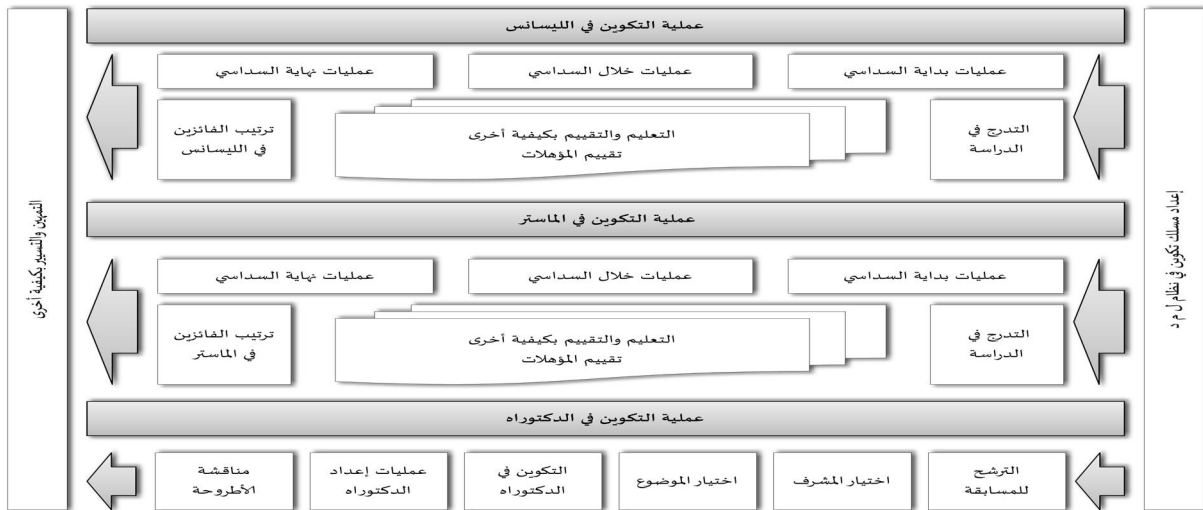 إعداد مسلك تكوين في نظام ل م د
عملية التكوين في الليسانس
عمليات بداية السداسي
عمليات خلال السداسي
عمليات نهاية السداسي
التدرج في
الدراسة
التعليم والتقييم بكيفية أخرى
تقييم المؤهلات
ترتيب الفائزين
في الليسانس
عملية التكوين في الماستر
عمليات بداية السداسي
عمليات خلال السداسي
عمليات نهاية السداسي
التدرج في
الدراسة
التعليم والتقييم بكيفية أخرى
تقييم المؤهلات
ترتيب الفائزين
في الماستر
عملية التكوين في الدكتوراه
الترشح
للمسابقة
اختيار المشرف
اختيار الموضوع
التكوين في
الدكتوراه
عمليات إعداد
الدكتوراه
مناقشة
الأطروحة
التمهين والتسيير بكيفية أخرى